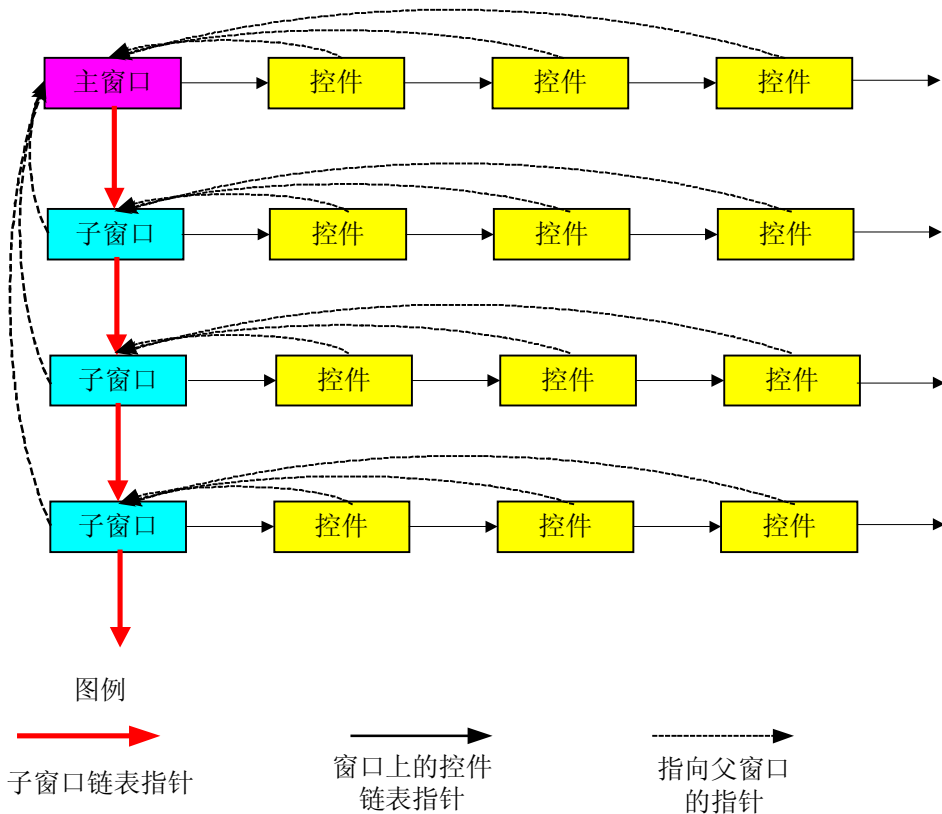 主窗口 控件 控件 控件
子窗口 控件 控件 控件
子窗口 控件 控件 控件
子窗口 控件 控件 控件
图例
子窗口链表指针
窗口上的控件
链表指针
指向父窗口
的指针